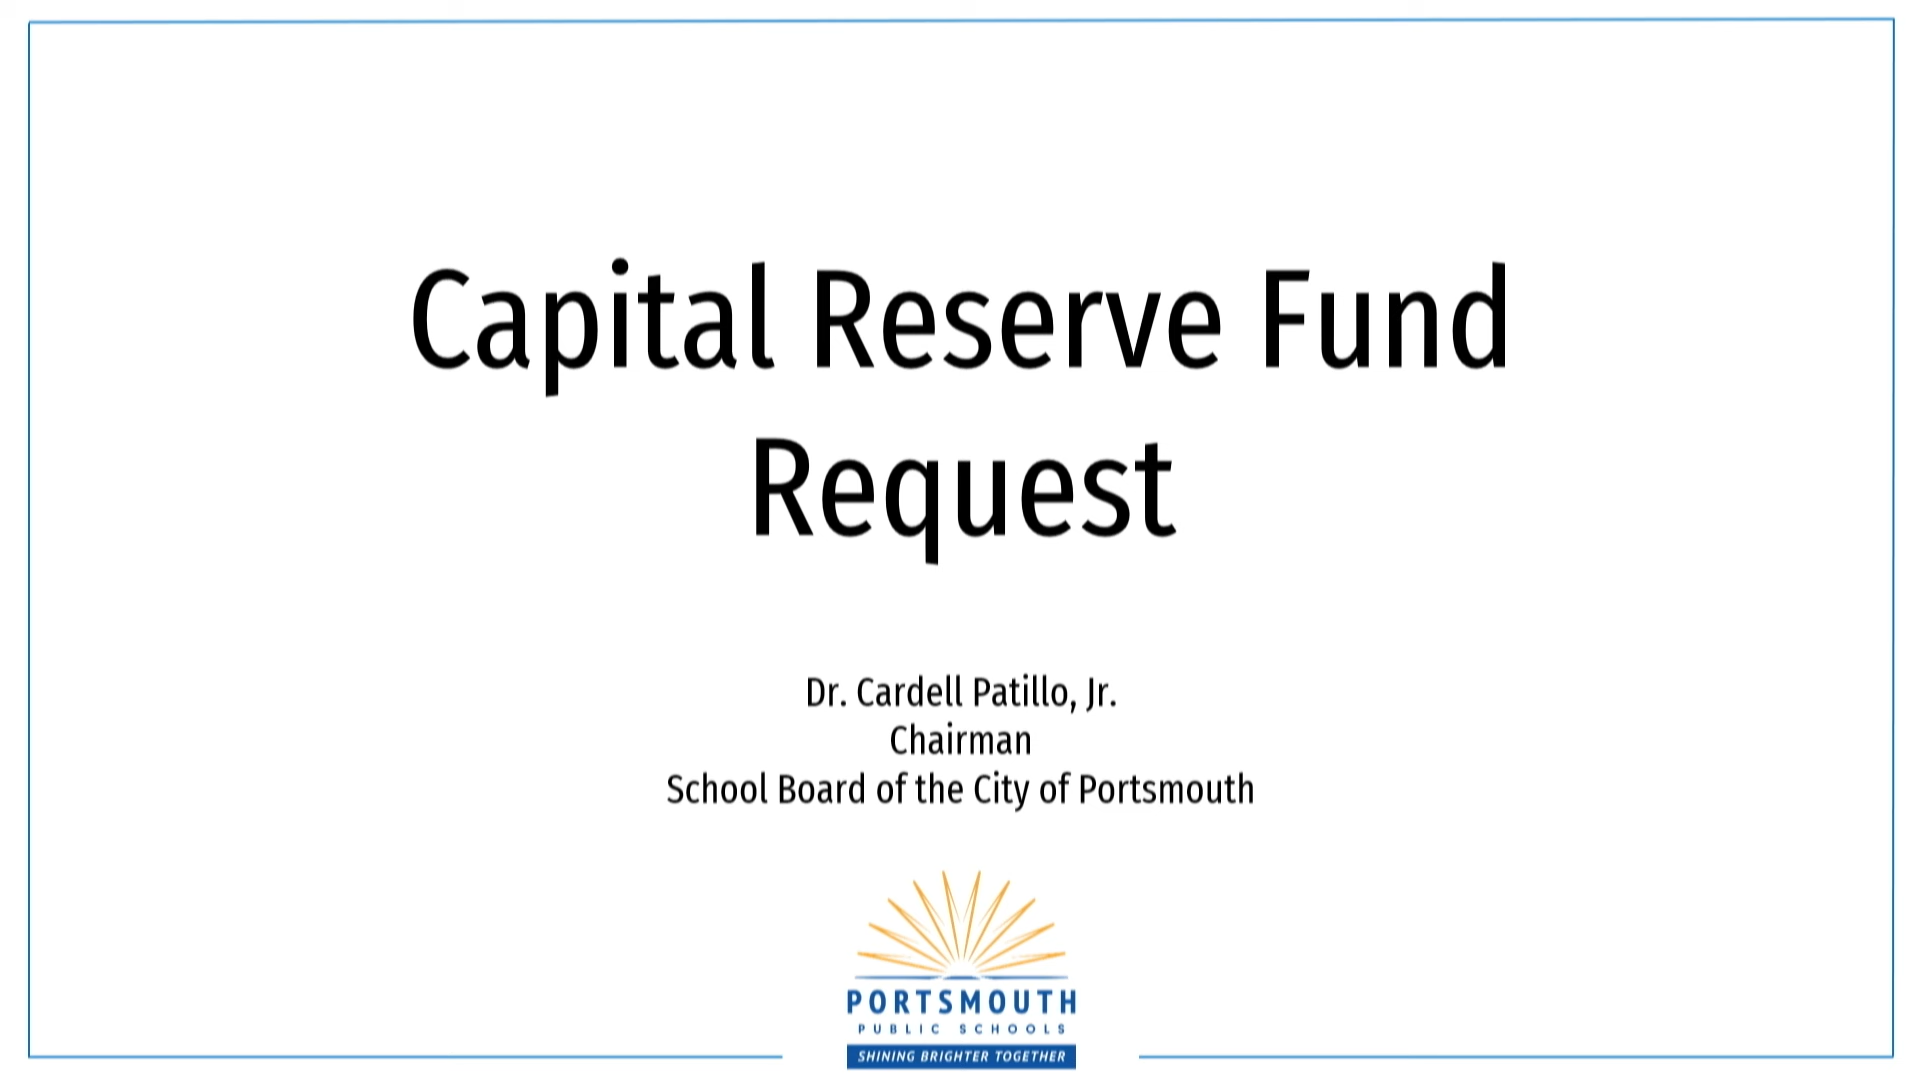 Capital Reserve Fund
Request
Dr. Cardell Patillo, Jr.
Chairman
School Board of the City of Portsmouth
PORTSMOUTH
PUBLIC SCHOOLS
SHINING BRIGHTER TOGETHER